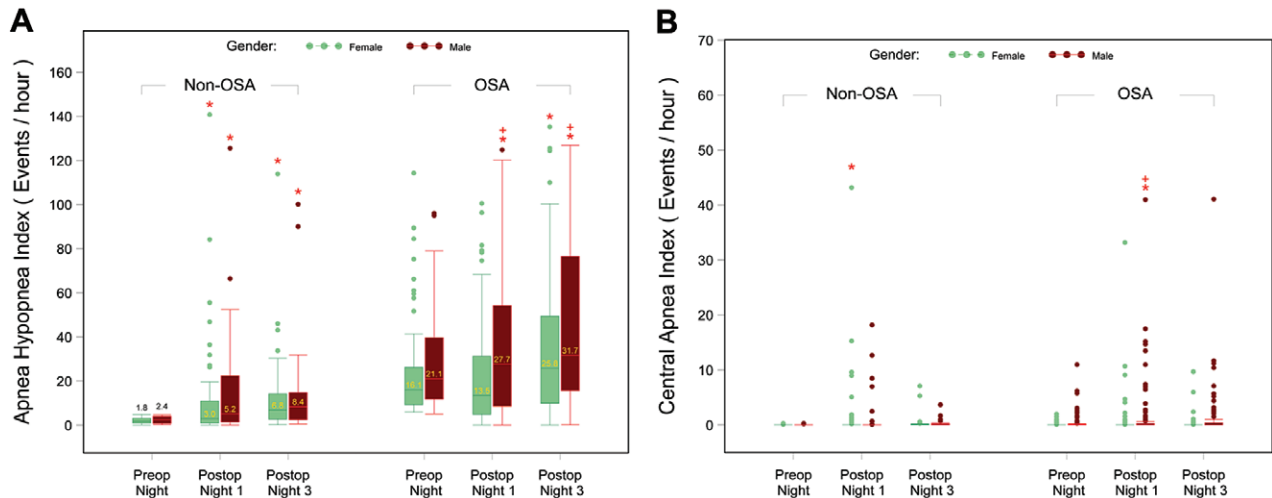 A
Gender: Female Male
Apnea Hypopnea Index ( Events / hour )
160
140
120
100
80
60
40
20
0
Non-OSA
OSA
* * * * + * * + *
1.8 2.4 3.0 5.2 6.8 8.4 16.1 21.1 13.5 27.7 25.8 31.7
Preop Night
Postop Night 1
Postop Night 3
Preop Night
Postop Night 1
Postop Night 3
B
Gender: Female Male
Central Apnea Index ( Events / hour )
70
60
50
40
30
20
10
0
Non-OSA
OSA
* + *
Preop Night
Postop Night 1
Postop Night 3
Preop Night
Postop Night 1
Postop Night 3